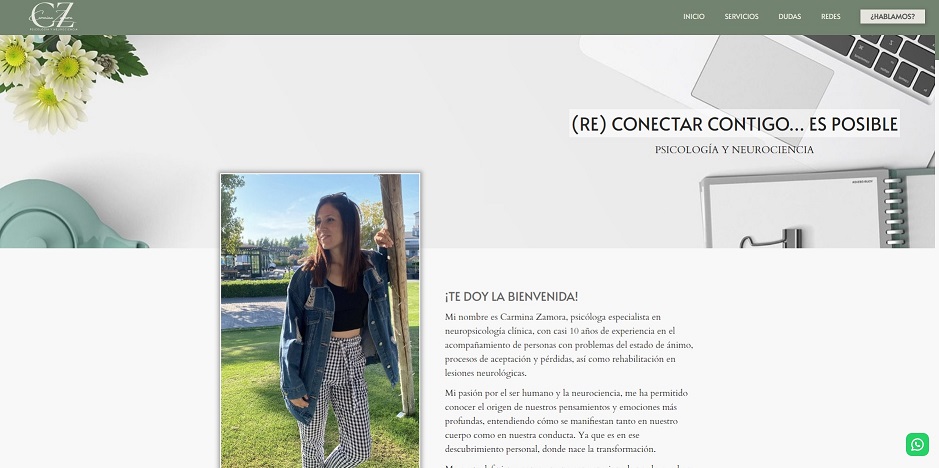 CZ
INICIO SERVICIOS DUDAS REDES ¿HABLAMOS?
(RE) CONECTAR CONTIGO... ES POSIBLE
PSICOLOGÍA Y NEUROCIENCIA
¡TE DOY LA BIENVENIDA!
Mi nombre es Carmina Zamora, psicóloga especialista en
neuropsicología clínica, con casi 10 años de experiencia en el
acompañamiento de personas con problemas del estado de ánimo,
procesos de aceptación y pérdidas, así como rehabilitación en
lesiones neurológicas.
Mi pasión por el ser humano y la neurociencia, me ha permitido
conocer el origen de nuestros pensamientos y emociones más
profundas, entendiendo cómo se manifiestan tanto en nuestro
cuerpo como en nuestra conducta. Ya que es en ese
descubrimiento personal, donde nace la transformación.